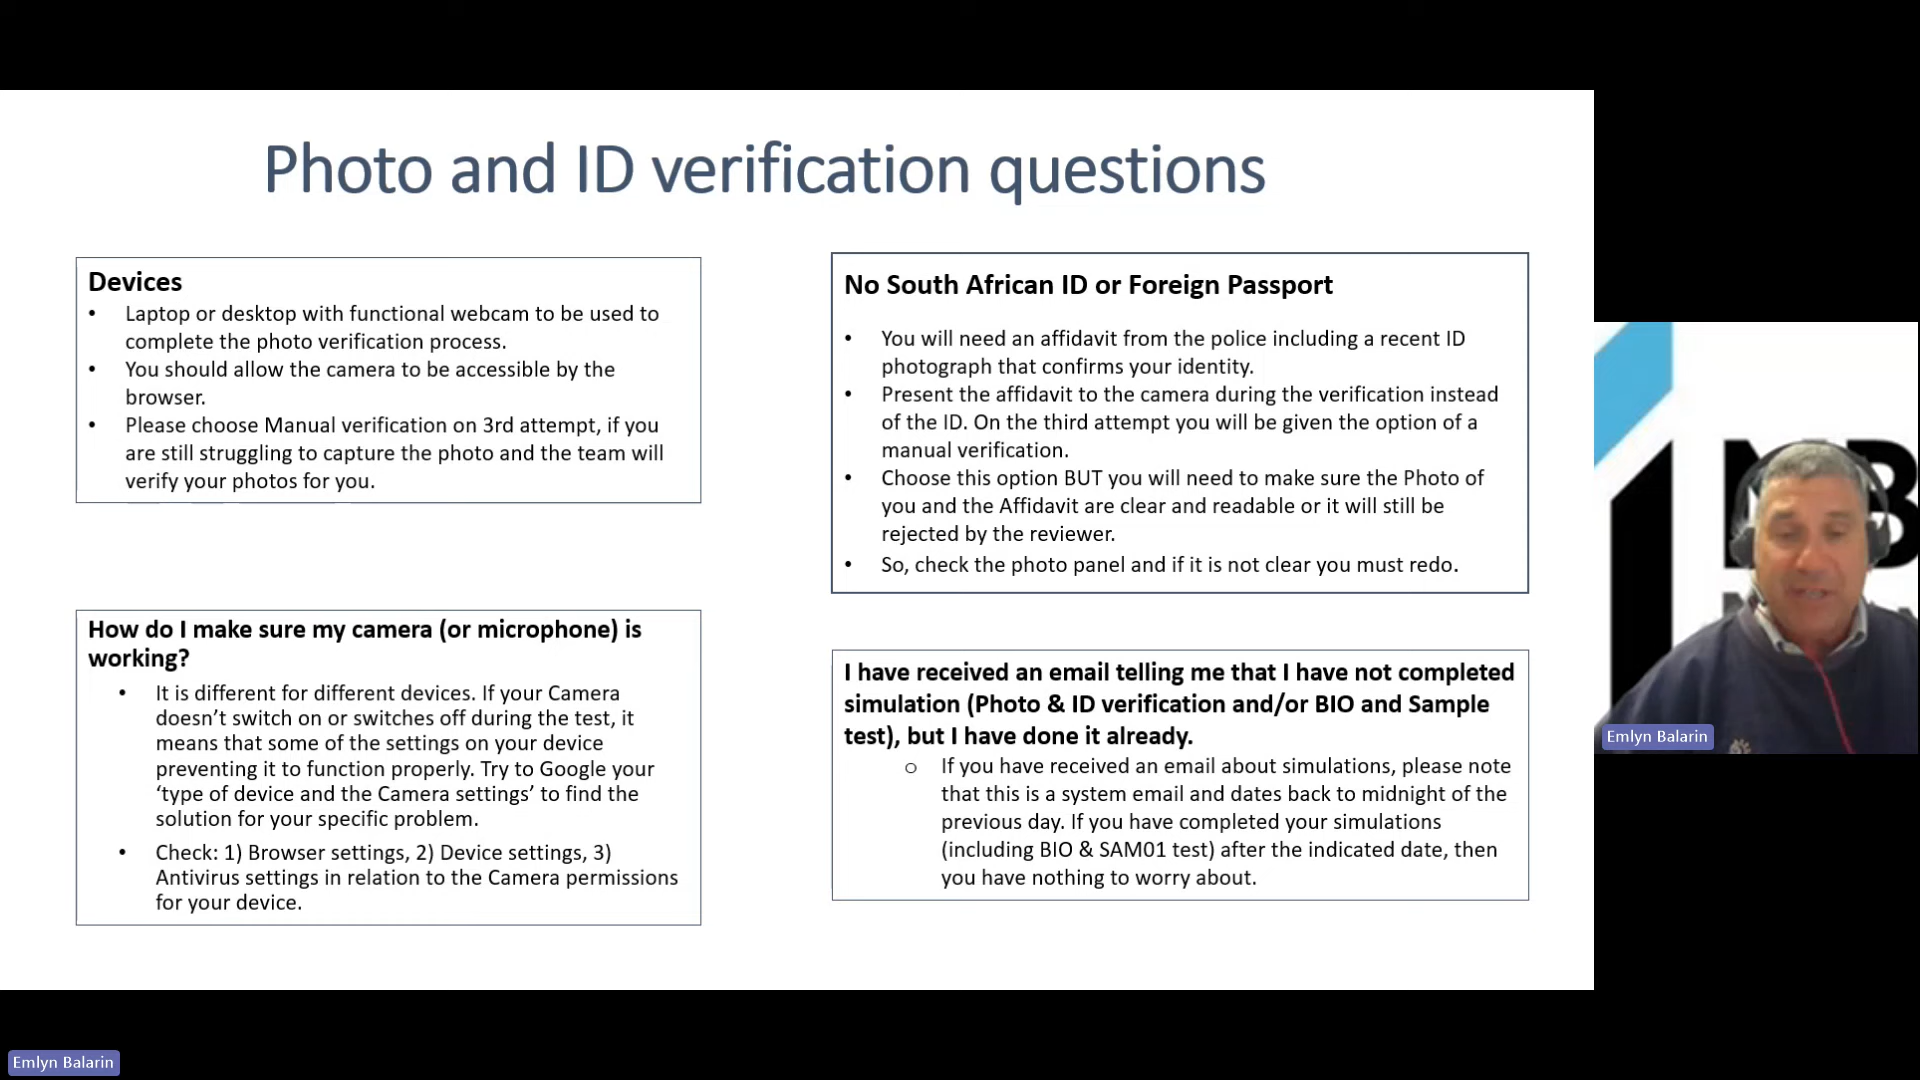 Photo and ID verification questions
Devices
• Laptop or desktop with functional webcam to be used to
complete the photo verification process.
• You should allow the camera to be accessible by the
browser.
• Please choose Manual verification on 3rd attempt, if you
are still struggling to capture the photo and the team will
verify your photos for you.
How do I make sure my camera (or microphone) is
working?
• It is different for different devices. If your Camera
doesn’t switch on or switches off during the test, it
means that some of the settings on your device
preventing it to function properly. Try to Google your
‘type of device and the Camera settings’ to find the
solution for your specific problem.
• Check: 1) Browser settings, 2) Device settings, 3)
Antivirus settings in relation to the Camera permissions
for your device.
No South African ID or Foreign Passport
• You will need an affidavit from the police including a recent ID
photograph that confirms your identity.
• Present the affidavit to the camera during the verification instead
of the ID. On the third attempt you will be given the option of a
manual verification.
• Choose this option BUT you will need to make sure the Photo of
you and the Affidavit are clear and readable or it will still be
rejected by the reviewer.
• So, check the photo panel and if it is not clear you must redo.
I have received an email telling me that I have not completed
simulation (Photo & ID verification and/or BIO and Sample
test), but I have done it already.
o If you have received an email about simulations, please note
that this is a system email and dates back to midnight of the
previous day. If you have completed your simulations
(including BIO & SAM01 test) after the indicated date, then
you have nothing to worry about.
Emlyn Balarin
Emlyn Balarin